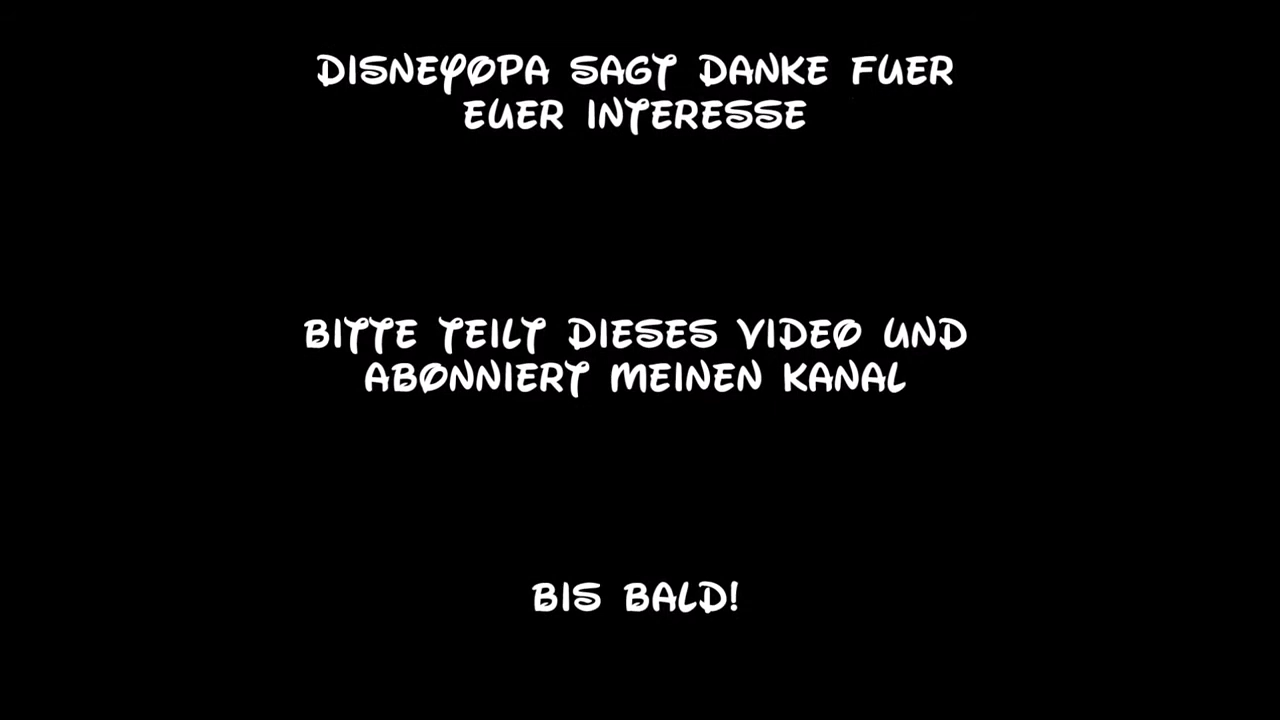 DISNEYOPA SAGT DANKE FUER
EUER INTERESSE
BITTE TEILT DIESES VIDEO UND
ABONNIERT MEINEN KANAL
BIS BALD!